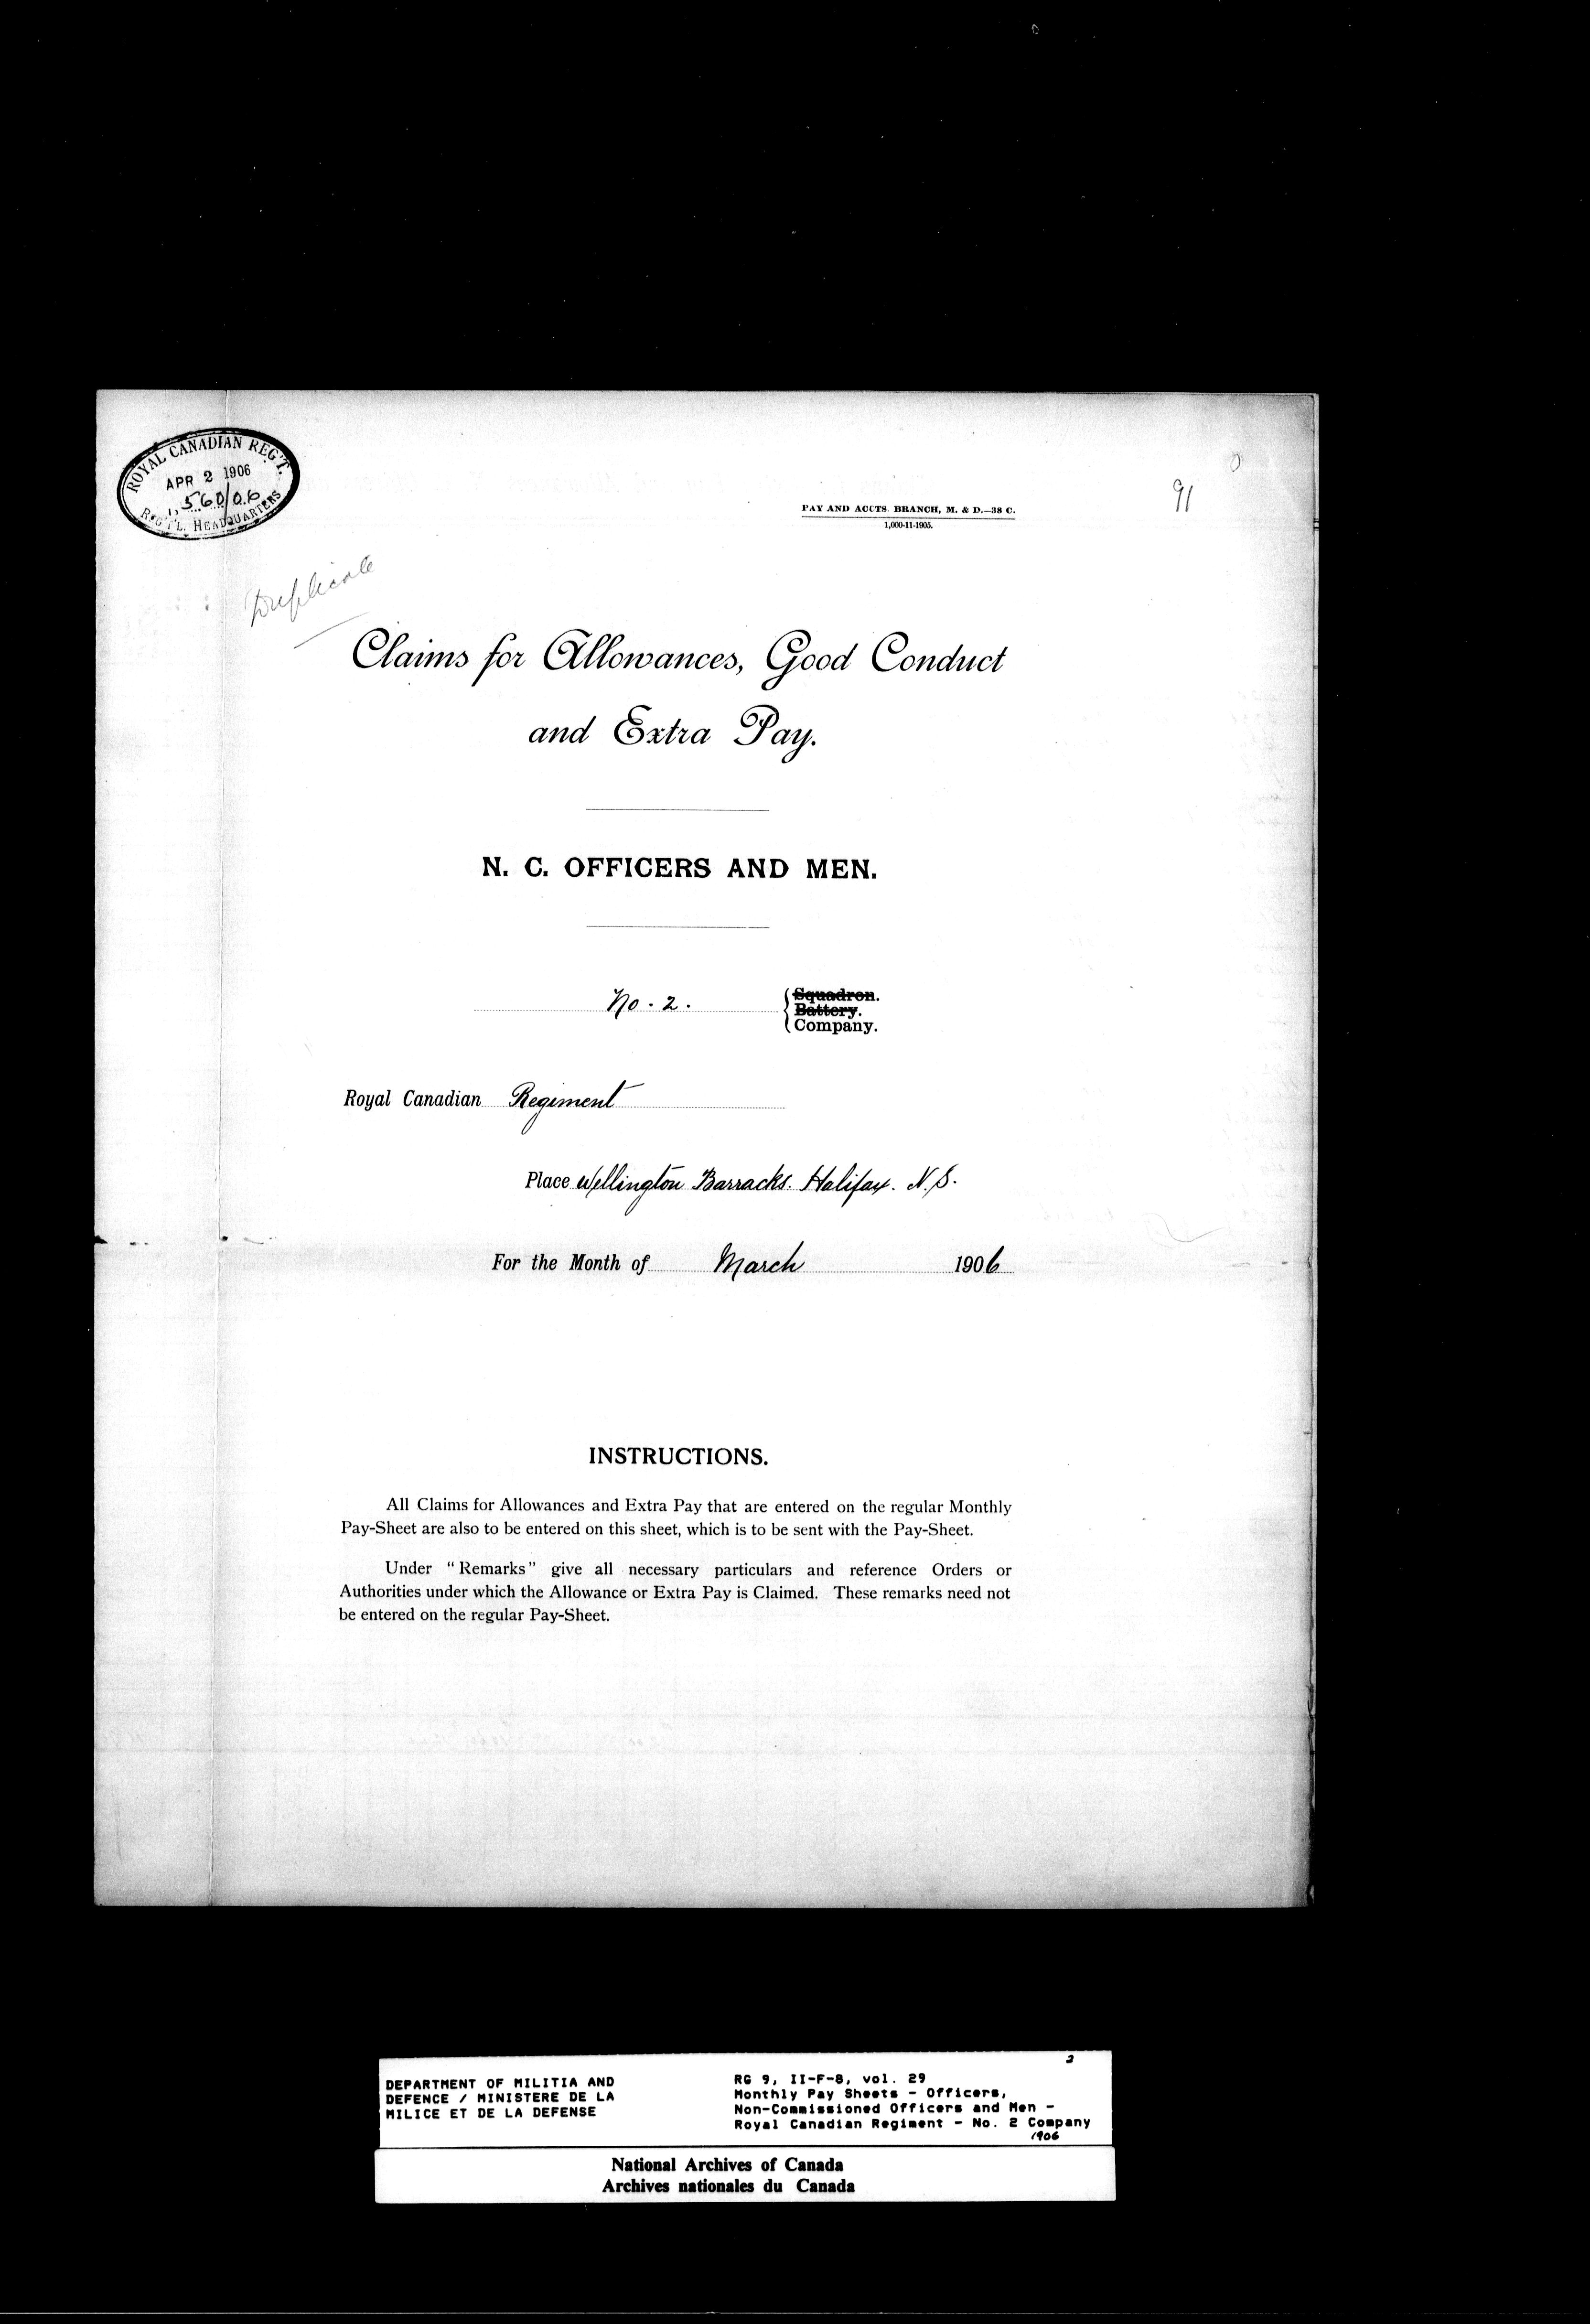 ROYAL CANADIAN REG'T.
APR 2 1906
560/06
REG'T'L. HEADQUARTERS
91
PAY AND ACCTS. BRANCH, M. & D.—38 C.
1,000-11-1905.
Duplicate
Claims for Allowances, Good Conduct
and Extra Pay.
N. C. OFFICERS AND MEN.
No. 2.
Squadron.
Battery.
Company.
Royal Canadian Regiment
Place Wellington Barracks. Halifax. N.S.
For the Month of March 1906
INSTRUCTIONS.
All Claims for Allowances and Extra Pay that are entered on the regular Monthly
Pay-Sheet are also to be entered on this sheet, which is to be sent with the Pay-Sheet.
Under "Remarks" give all necessary particulars and reference Orders or
Authorities under which the Allowance or Extra Pay is Claimed. These remarks need not
be entered on the regular Pay-Sheet.
2
DEPARTMENT OF MILITIA AND
DEFENCE / MINISTERE DE LA
MILICE ET DE LA DEFENSE
RG 9, II-F-8, vol. 29
Monthly Pay Sheets - Officers,
Non-Commissioned Officers and Men -
Royal Canadian Regiment - No. 2 Company
1906
National Archives of Canada
Archives nationales du Canada